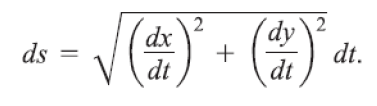 ds = √((dx/dt)² + (dy/dt)²) dt.